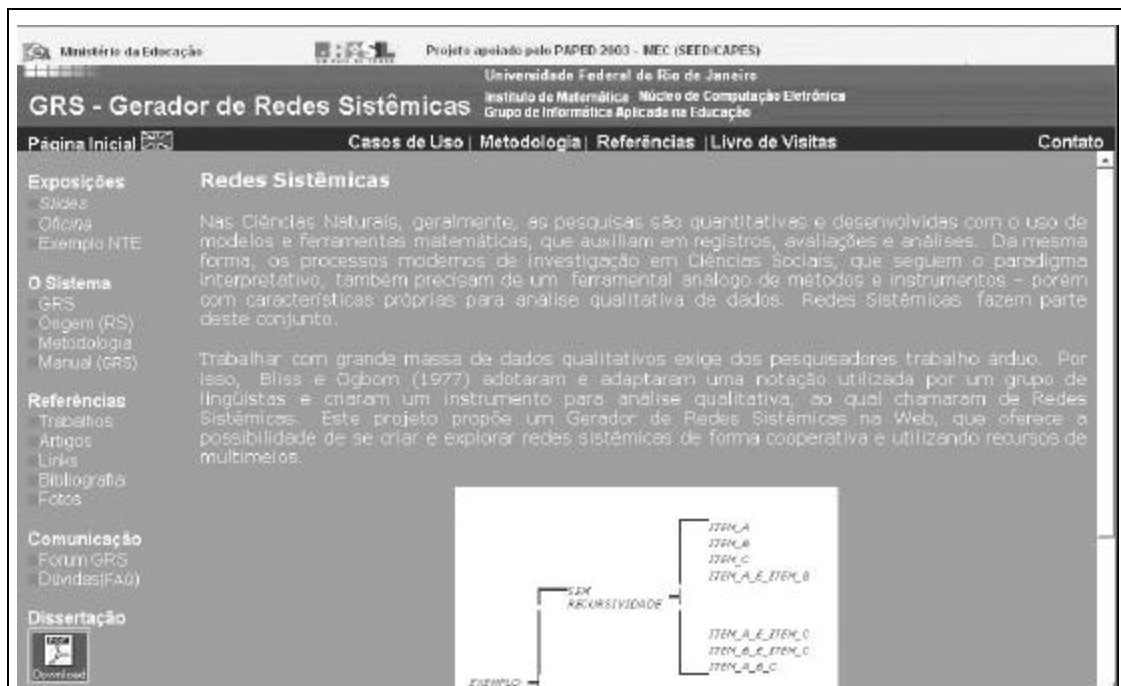 Ministério da Educação
Projeto apoiado pelo PAPED 2003 - MEC (SEED/CAPES)
Universidade Federal do Rio de Janeiro
GRS - Gerador de Redes Sistêmicas
Instituto de Matemática Núcleo de Computação Eletrônica
Grupo de Informática Aplicada na Educação
Página Inicial
Casos de Uso | Metodologia | Referências | Livro de Visitas
Contato
Exposições
Slides
Oficina
Exemplo NTE
O Sistema
GRS
Origem (RS)
Metodologia
Manual (GRS)
Referências
Trabalhos
Artigos
Links
Bibliografia
Fotos
Comunicação
Forum GRS
Dúvidas(FAQ)
Dissertação
PDF
Download
Redes Sistêmicas
Nas Ciências Naturais, geralmente, as pesquisas são quantitativas e desenvolvidas com o uso de
modelos e ferramentas matemáticas, que auxiliam em registros, avaliações e análises. Da mesma
forma, os processos modernos de investigação em Ciências Sociais, que seguem o paradigma
interpretativo, também precisam de um ferramental análogo de métodos e instrumentos – porém
com características próprias para análise qualitativa de dados. Redes Sistêmicas fazem parte
deste conjunto.
Trabalhar com grande massa de dados qualitativos exige dos pesquisadores trabalho árduo. Por
isso, Bliss e Ogborn (1977) adotaram e adaptaram uma notação utilizada por um grupo de
lingüistas e criaram um instrumento para análise qualitativa, ao qual chamaram de Redes
Sistêmicas. Este projeto propõe um Gerador de Redes Sistêmicas na Web, que oferece a
possibilidade de se criar e explorar redes sistêmicas de forma cooperativa e utilizando recursos de
multimeios.
ITEM_A
ITEM_B
ITEM_C
ITEM_A_E_ITEM_B
SEM
RECURSIVIDADE
ITEM_A_E_ITEM_C
ITEM_B_E_ITEM_C
ITEM_A_B_C
EXEMPLO